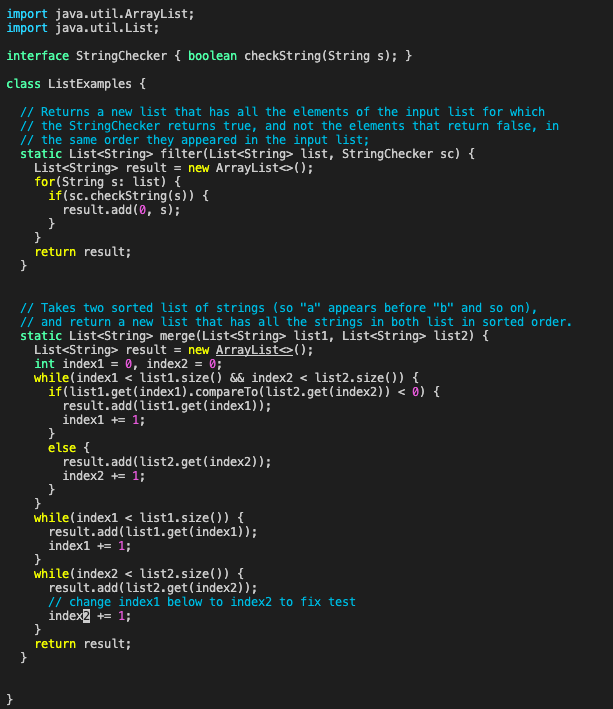 import java.util.ArrayList;
import java.util.List;

interface StringChecker { boolean checkString(String s); }

class ListExamples {

  // Returns a new list that has all the elements of the input list for which
  // the StringChecker returns true, and not the elements that return false, in
  // the same order they appeared in the input list;
  static List<String> filter(List<String> list, StringChecker sc) {
    List<String> result = new ArrayList<>();
    for(String s: list) {
      if(sc.checkString(s)) {
        result.add(0, s);
      }
    }
    return result;
  }


  // Takes two sorted list of strings (so "a" appears before "b" and so on),
  // and return a new list that has all the strings in both list in sorted order.
  static List<String> merge(List<String> list1, List<String> list2) {
    List<String> result = new ArrayList<>();
    int index1 = 0, index2 = 0;
    while(index1 < list1.size() && index2 < list2.size()) {
      if(list1.get(index1).compareTo(list2.get(index2)) < 0) {
        result.add(list1.get(index1));
        index1 += 1;
      }
      else {
        result.add(list2.get(index2));
        index2 += 1;
      }
    }
    while(index1 < list1.size()) {
      result.add(list1.get(index1));
      index1 += 1;
    }
    while(index2 < list2.size()) {
      result.add(list2.get(index2));
      // change index1 below to index2 to fix test
      index2 += 1;
    }
    return result;
  }


}